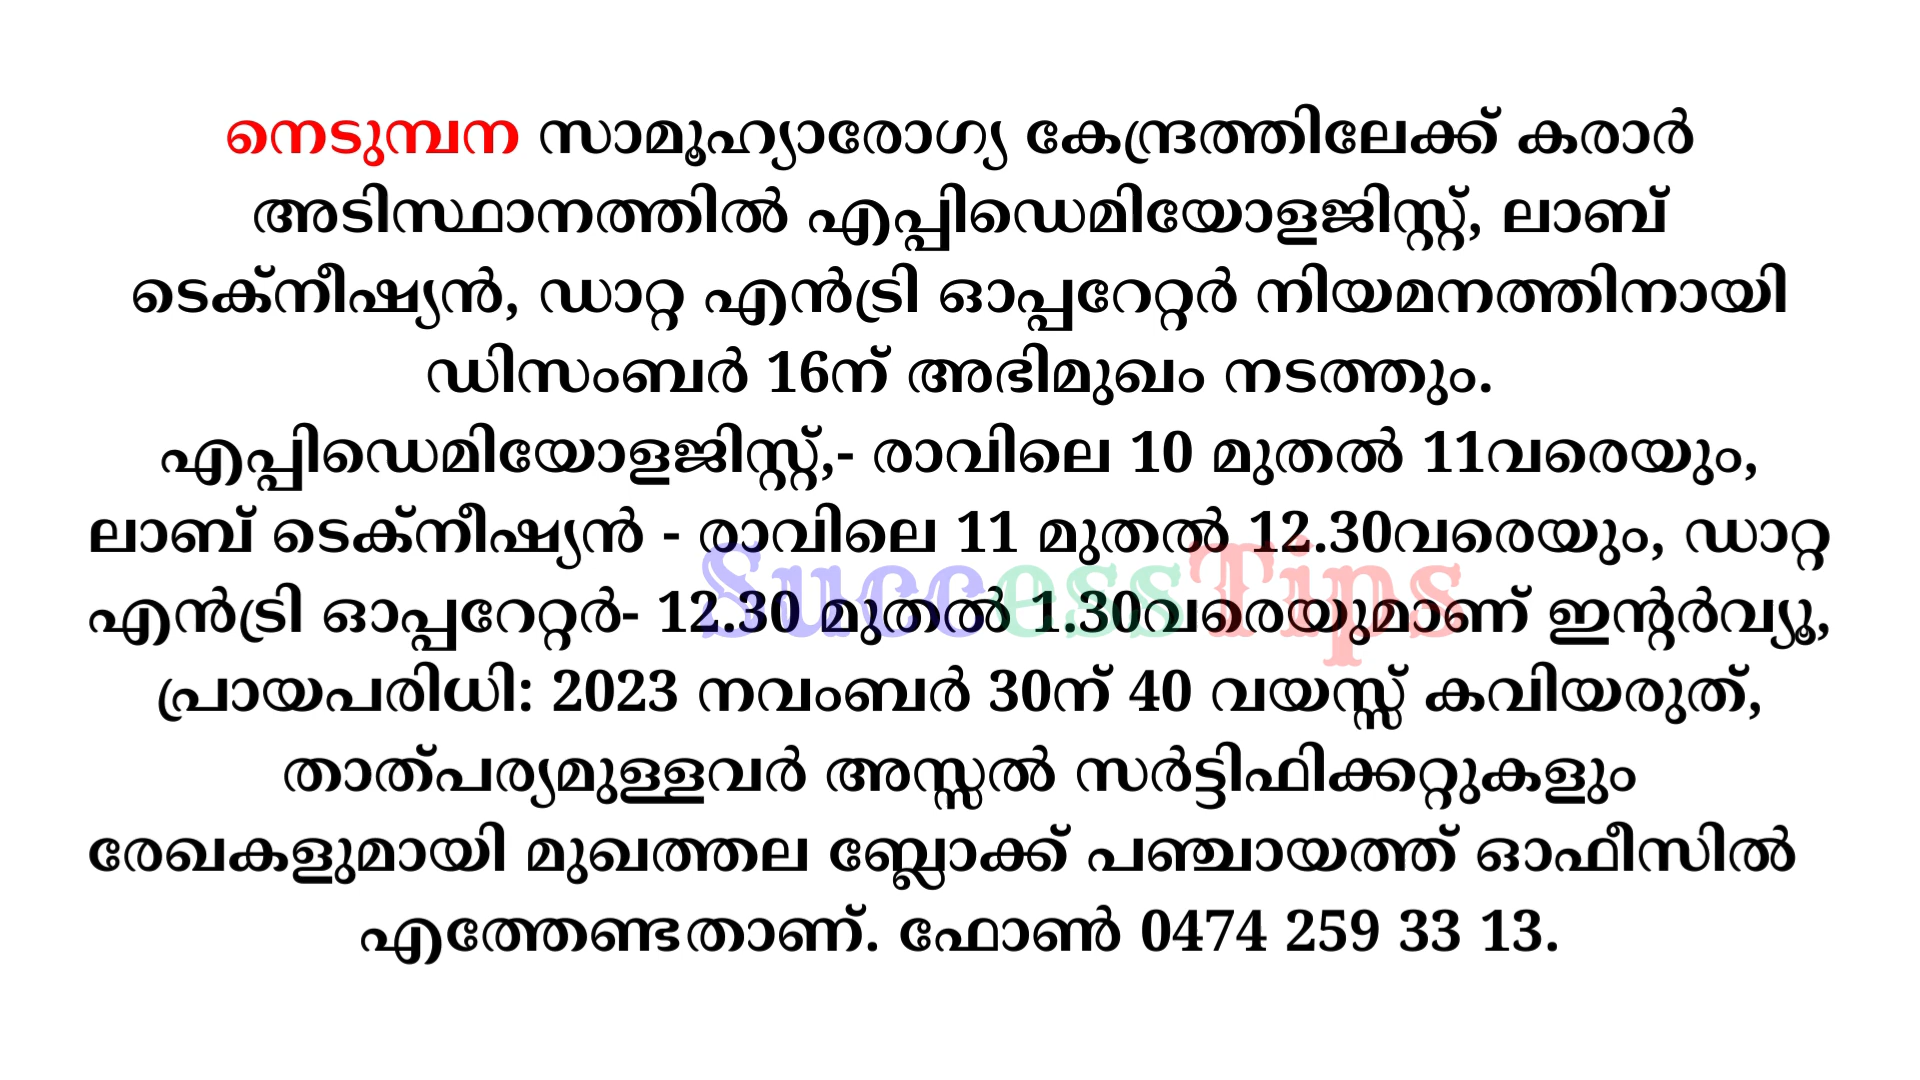 നെടുമ്പന സാമൂഹ്യാരോഗ്യ കേന്ദ്രത്തിലേക്ക് കരാർ
അടിസ്ഥാനത്തിൽ എപ്പിഡെമിയോളജിസ്റ്റ്, ലാബ്
ടെക്നീഷ്യൻ, ഡാറ്റ എൻട്രി ഓപ്പറേറ്റർ നിയമനത്തിനായി
ഡിസംബർ 16ന് അഭിമുഖം നടത്തും.
എപ്പിഡെമിയോളജിസ്റ്റ്,- രാവിലെ 10 മുതൽ 11വരെയും,
ലാബ് ടെക്നീഷ്യൻ - രാവിലെ 11 മുതൽ 12.30വരെയും, ഡാറ്റ
എൻട്രി ഓപ്പറേറ്റർ- 12.30 മുതൽ 1.30വരെയുമാണ് ഇന്റർവ്യൂ,
SuccessTips
പ്രായപരിധി: 2023 നവംബർ 30ന് 40 വയസ്സ് കവിയരുത്,
താത്പര്യമുള്ളവർ അസ്സൽ സർട്ടിഫിക്കറ്റുകളും
രേഖകളുമായി മുഖത്തല ബ്ലോക്ക് പഞ്ചായത്ത് ഓഫീസിൽ
എത്തേണ്ടതാണ്. ഫോൺ 0474 259 33 13.